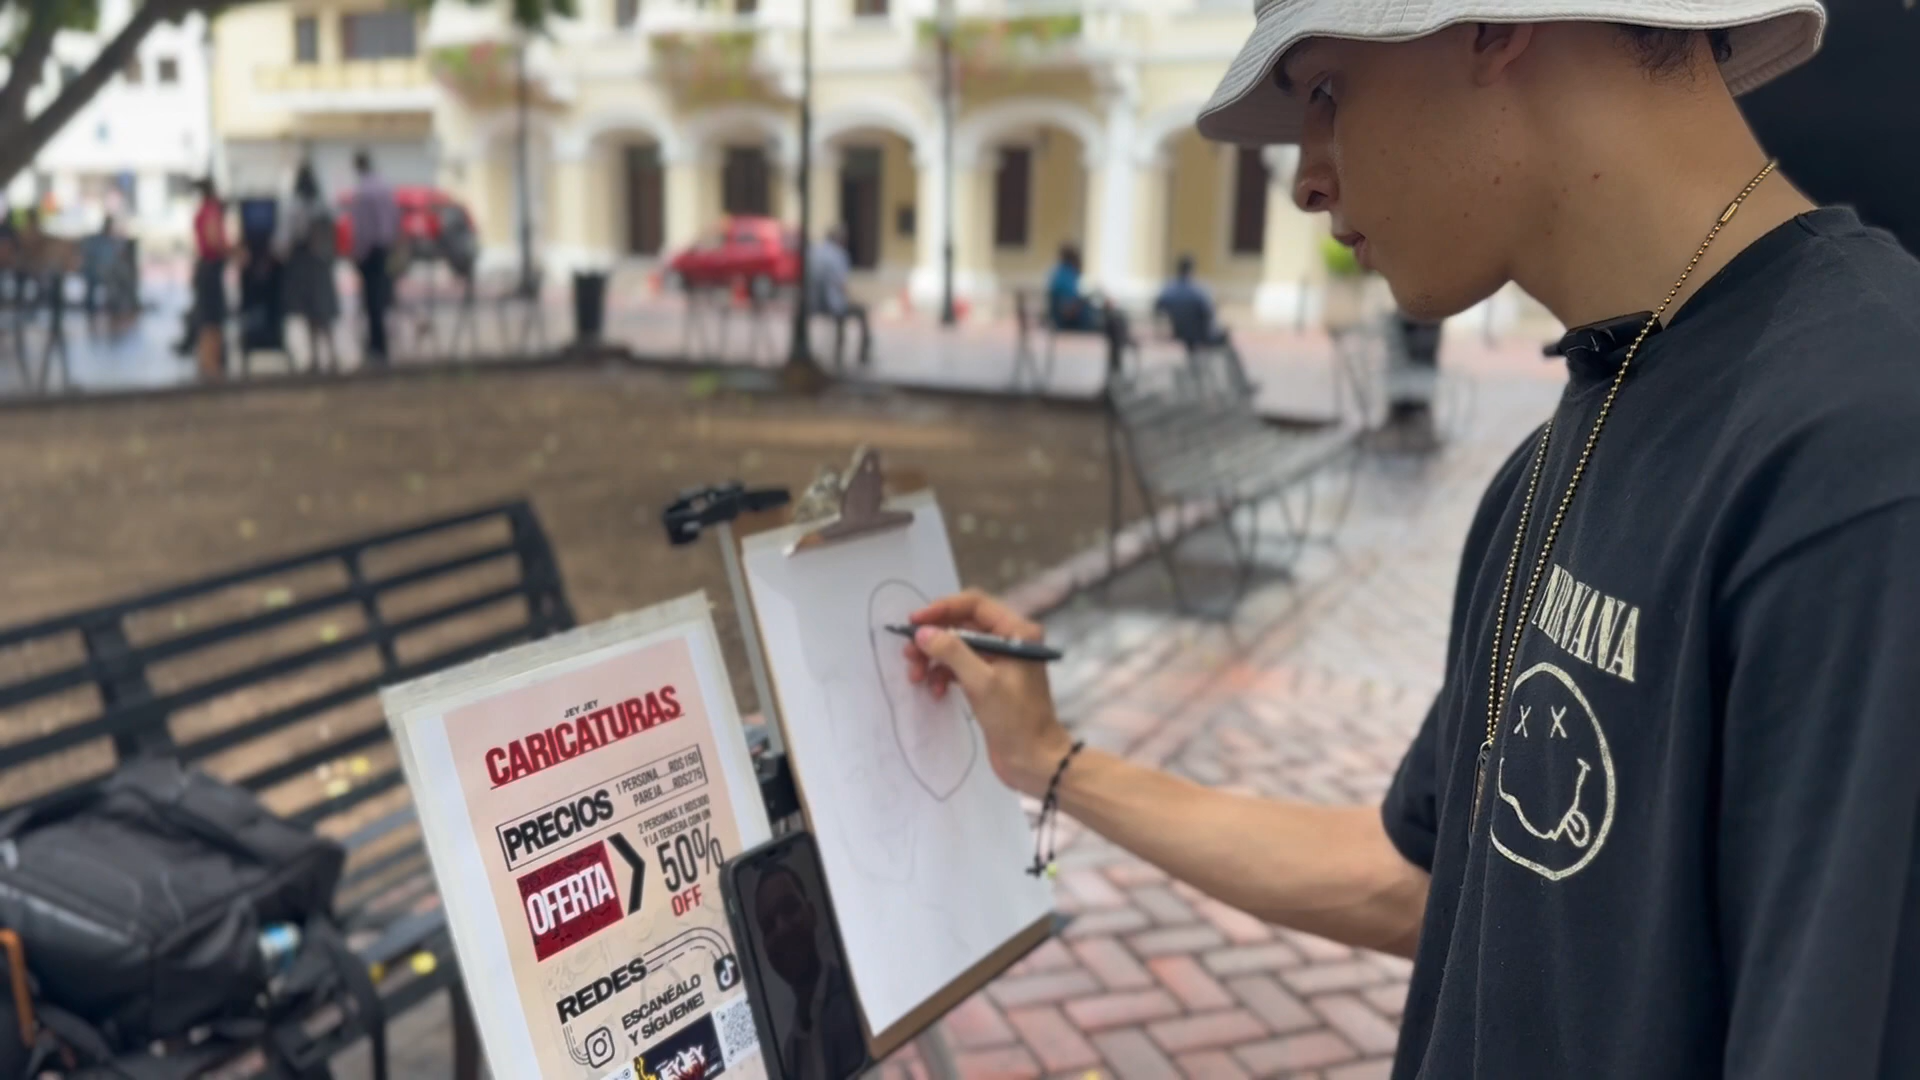 JEY JEY
CARICATURAS
PRECIOS
1 PERSONA....RD$150
PAREJA....RD$275
OFERTA
2 PERSONAS X RD$300
Y LA TERCERA CON UN
50%
OFF
REDES
ESCANÉALO
Y SÍGUEME!
NIRVANA